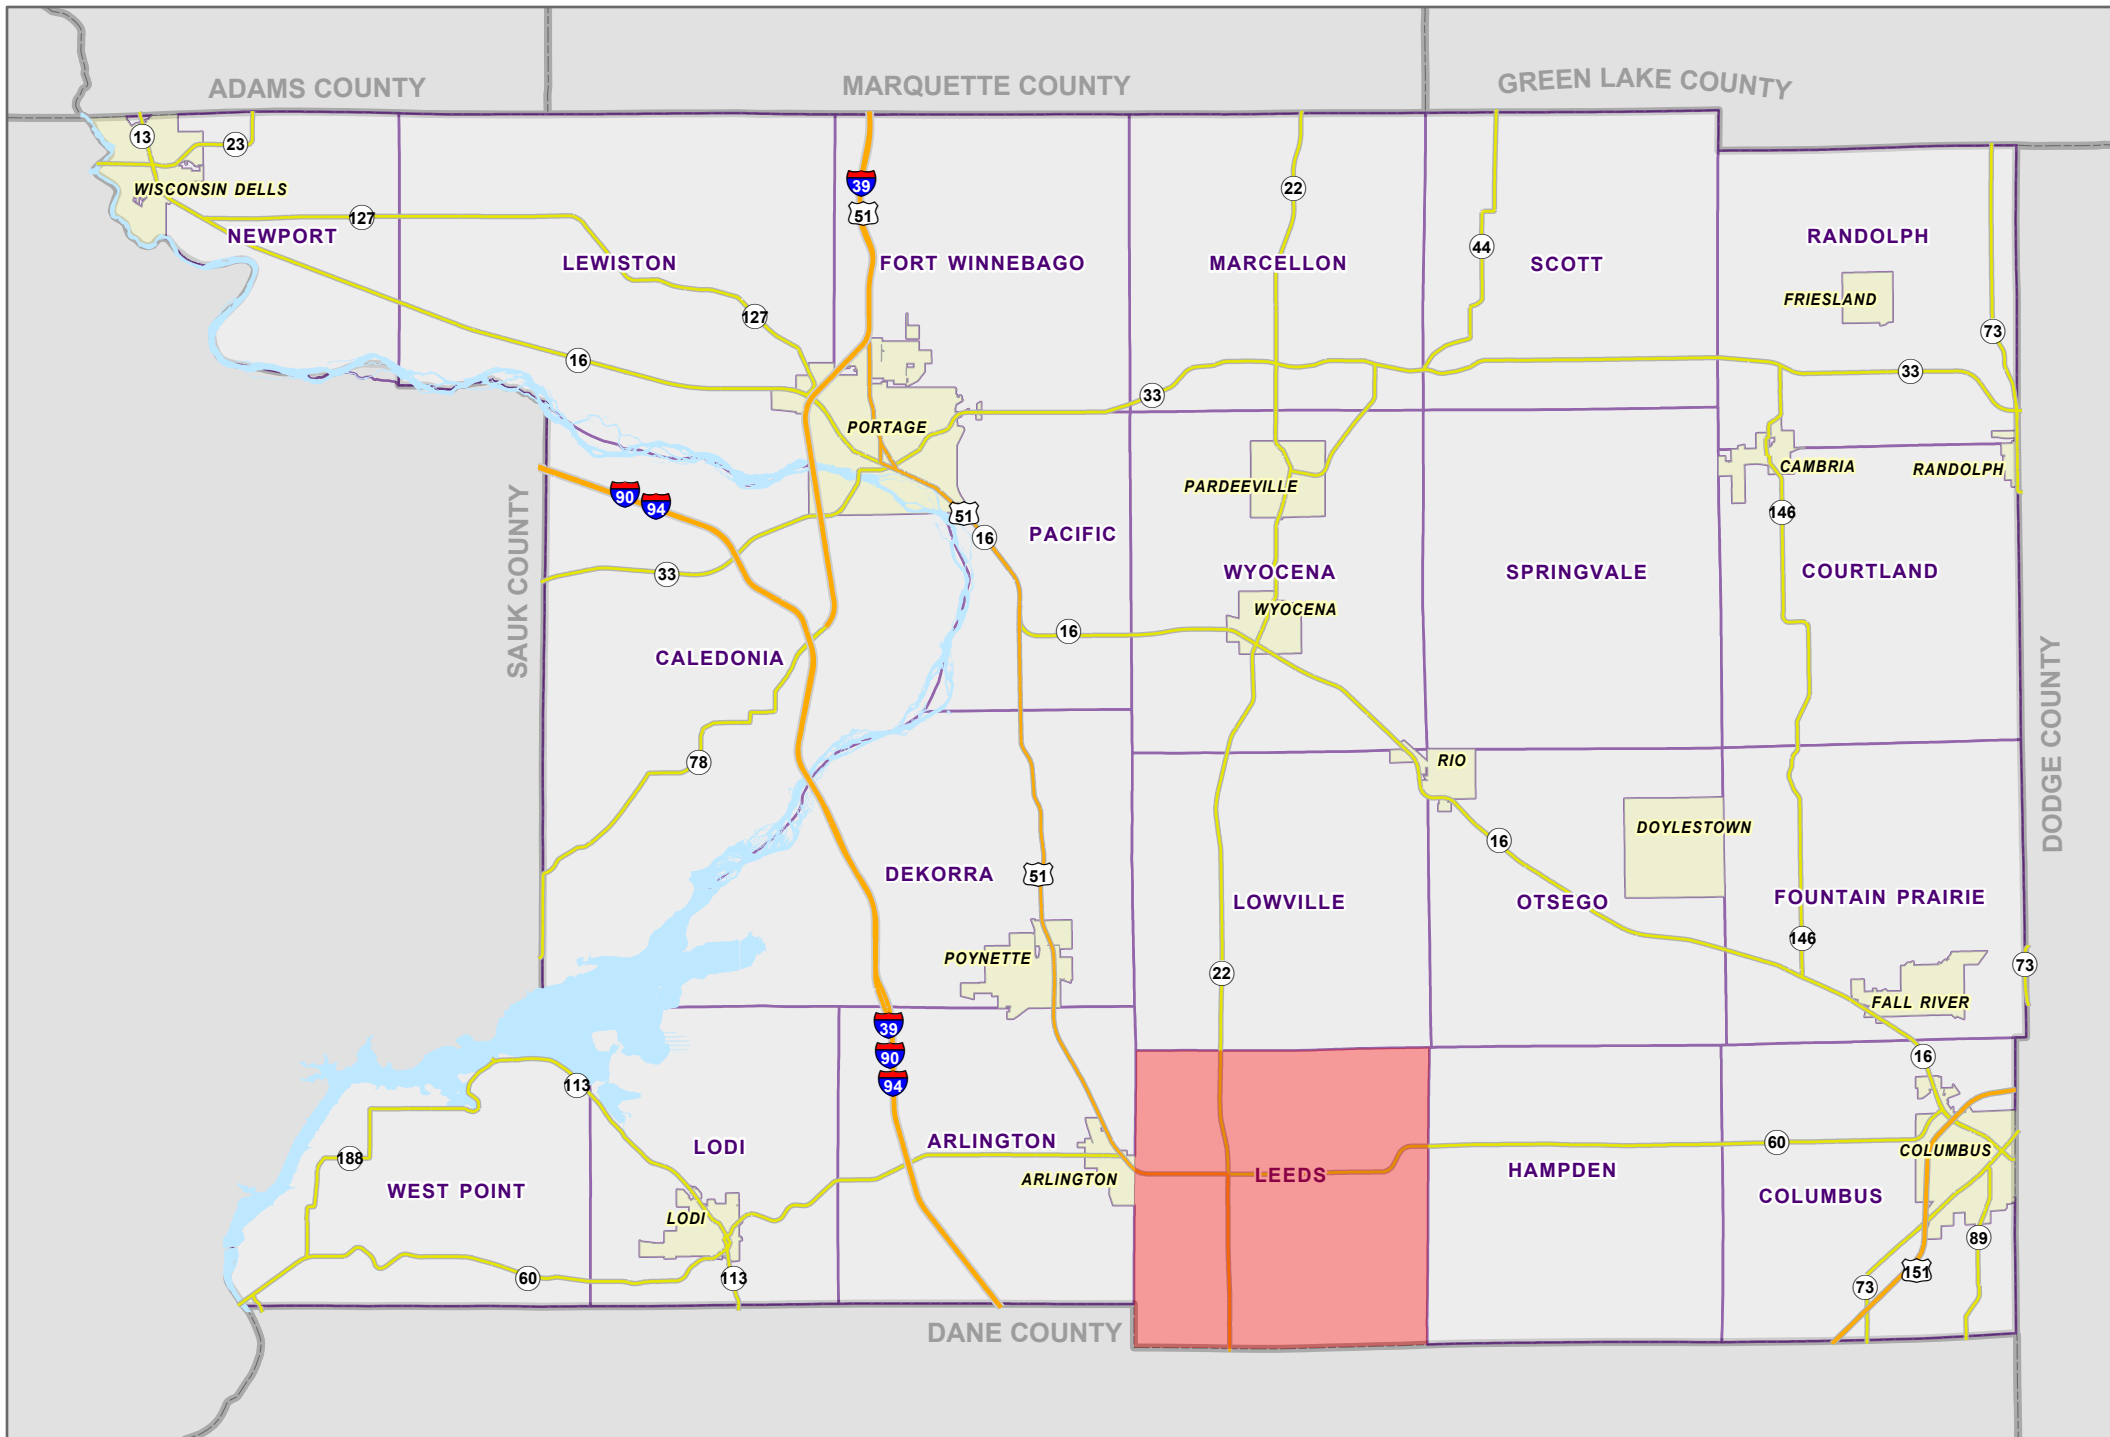 ADAMS COUNTY
MARQUETTE COUNTY
GREEN LAKE COUNTY
13
23
39
22
WISCONSIN DELLS
51
127
NEWPORT
RANDOLPH
44
LEWISTON
FORT WINNEBAGO
MARCELLON
SCOTT
FRIESLAND
127
73
16
33
33
PORTAGE
CAMBRIA
RANDOLPH
PARDEEVILLE
90
94
51
146
16
PACIFIC
SAUK COUNTY
33
WYOCENA
SPRINGVALE
COURTLAND
WYOCENA
16
CALEDONIA
DODGE COUNTY
78
RIO
DOYLESTOWN
16
DEKORRA
51
LOWVILLE
OTSEGO
FOUNTAIN PRAIRIE
146
POYNETTE
22
73
FALL RIVER
39
90
94
16
113
ARLINGTON
60
LODI
188
COLUMBUS
WEST POINT
ARLINGTON
LEEDS
HAMPDEN
COLUMBUS
LODI
89
60
113
151
73
DANE COUNTY